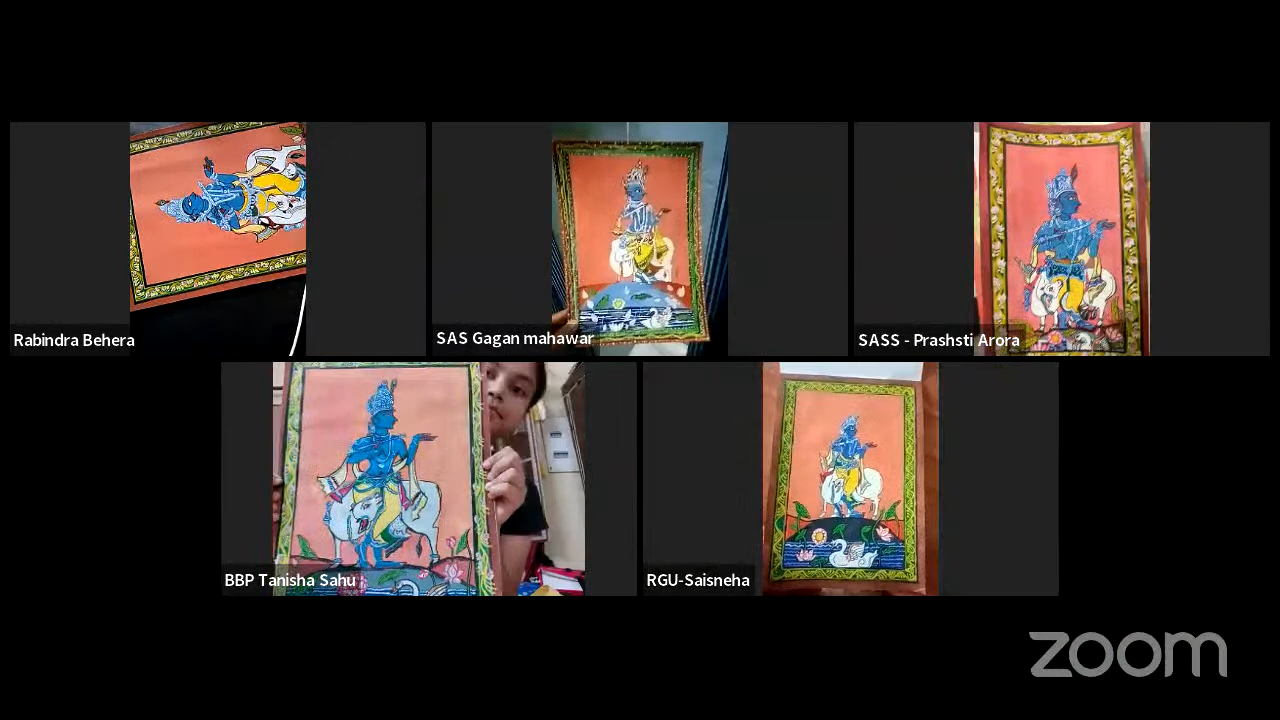 Rabindra Behera
SAS Gagan mahawar
SASS - Prashsti Arora
BBP Tanisha Sahu
RGU-Saisneha
zoom